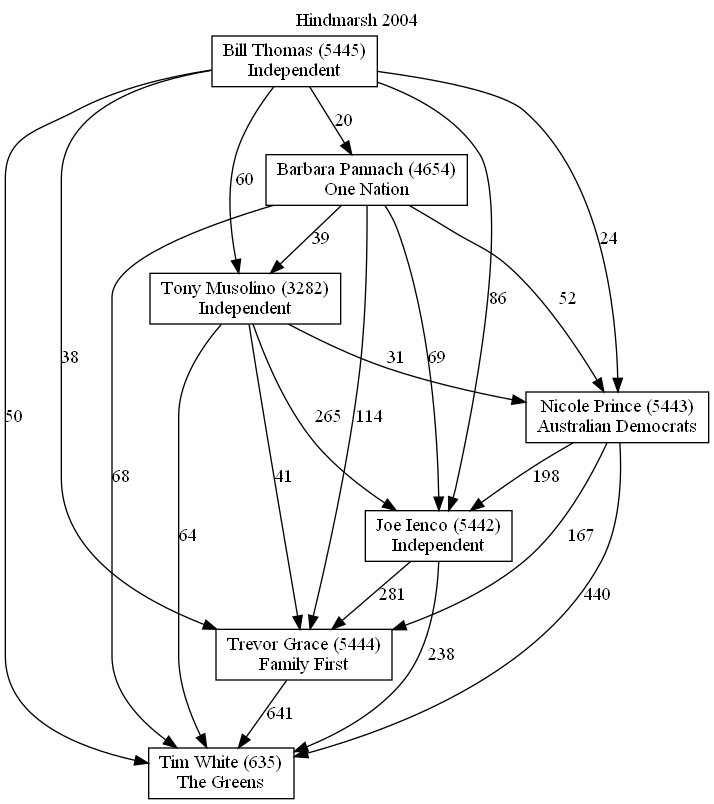 Hindmarsh 2004
Bill Thomas (5445)
Independent
20
Barbara Pannach (4654)
One Nation
60
39
24
Tony Musolino (3282)
Independent
86
52
38
31
69
50
265
114
Nicole Prince (5443)
Australian Democrats
68
41
198
64
Joe Ienco (5442)
Independent
167
281
440
Trevor Grace (5444)
Family First
238
641
Tim White (635)
The Greens